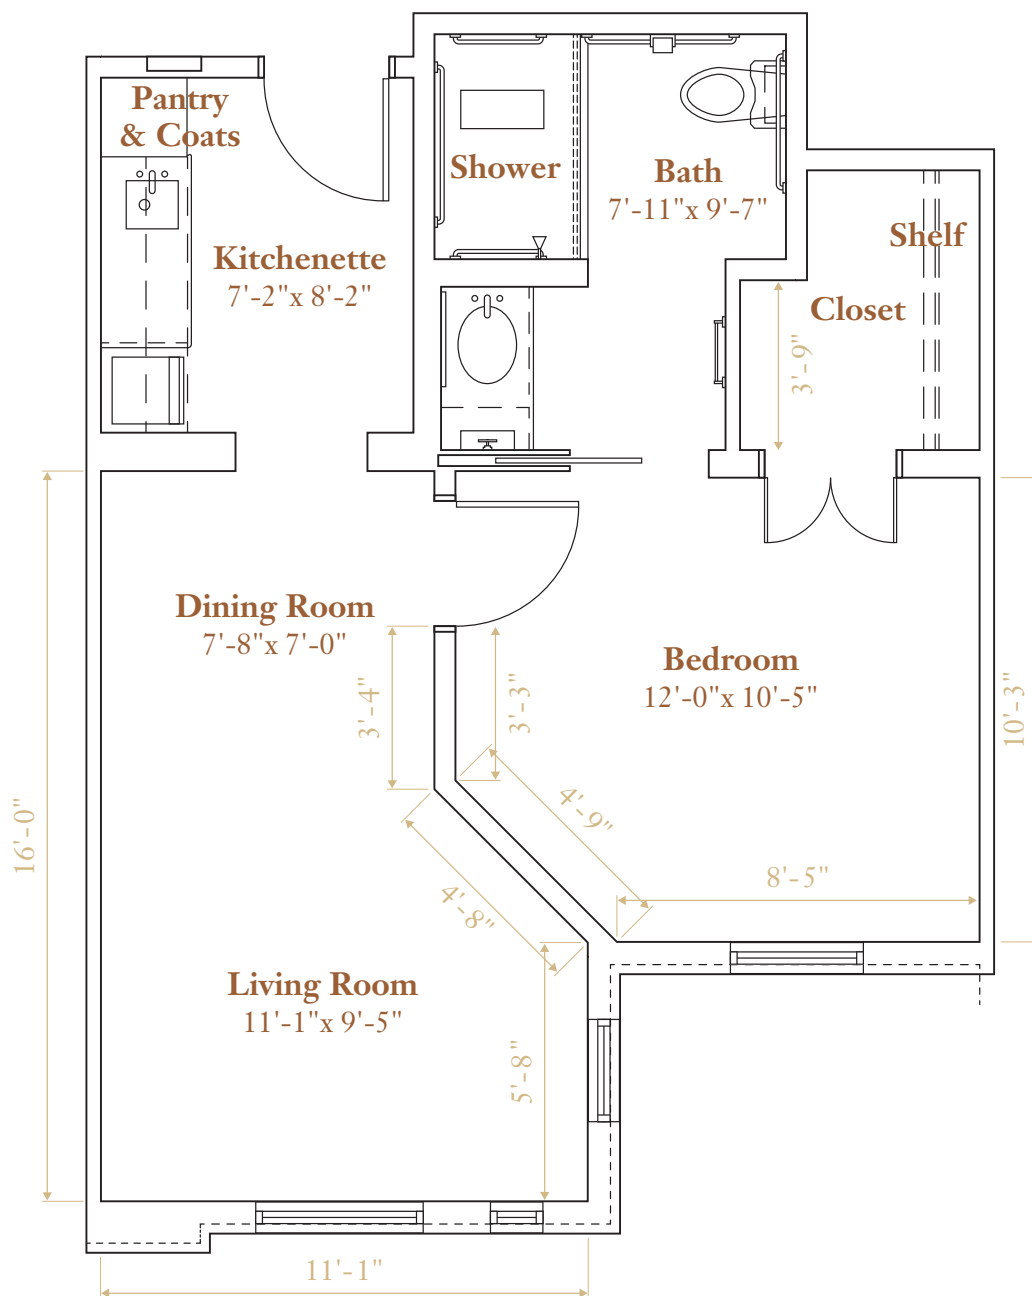 Pantry
& Coats
Shower
Bath
7'-11"x 9'-7"
Shelf
Kitchenette
7'-2"x 8'-2"
Closet
3'-9"
Dining Room
7'-8"x 7'-0"
Bedroom
12'-0"x 10'-5"
3'-4"
3'-3"
10'-3"
4'-9"
16'-0"
8'-5"
4'-8"
Living Room
11'-1"x 9'-5"
5'-8"
11'-1"